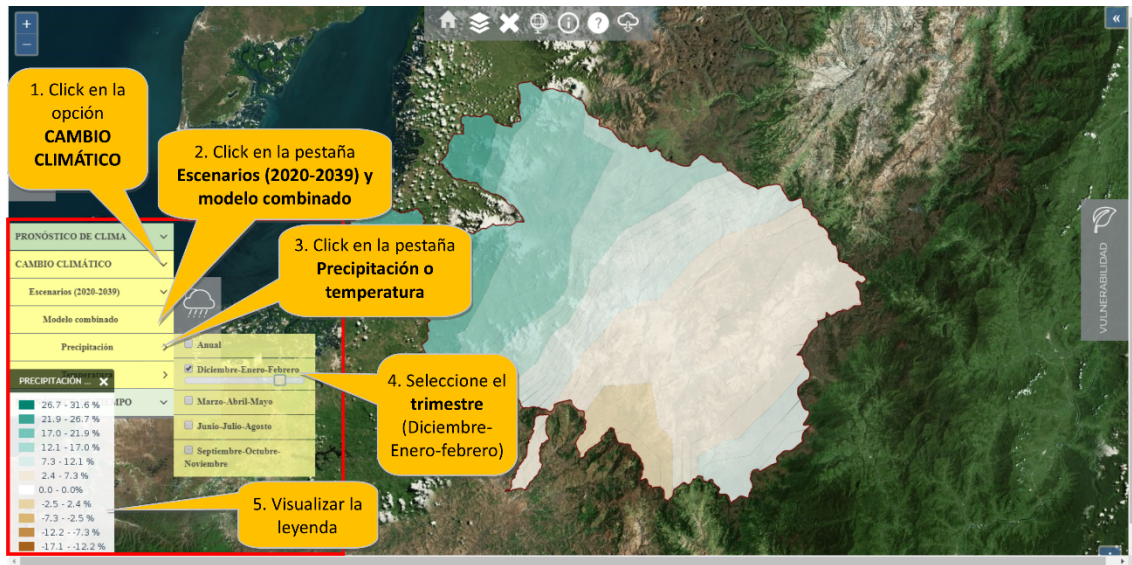 +
−
«
1. Click en la
opción
CAMBIO
CLIMÁTICO
2. Click en la pestaña
Escenarios (2020-2039) y
modelo combinado
3. Click en la pestaña
Precipitación o
temperatura
PRONÓSTICO DE CLIMA
CAMBIO CLIMÁTICO
Escenarios (2020-2039)
Modelo combinado
Precipitación
Temperatura
MPO
Anual
Diciembre-Enero-Febrero
Marzo-Abril-Mayo
Junio-Julio-Agosto
Septiembre-Octubre-
Noviembre
4. Seleccione el
trimestre
(Diciembre-
Enero-febrero)
PRECIPITACIÓN ... ✕
26.7 - 31.6 %
21.9 - 26.7 %
17.0 - 21.9 %
12.1 - 17.0 %
7.3 - 12.1 %
2.4 - 7.3 %
0.0 - 0.0%
-2.5 - 2.4 %
-7.3 - -2.5 %
-12.2 - -7.3 %
-17.1 - -12.2 %
5. Visualizar la
leyenda
VULNERABILIDAD